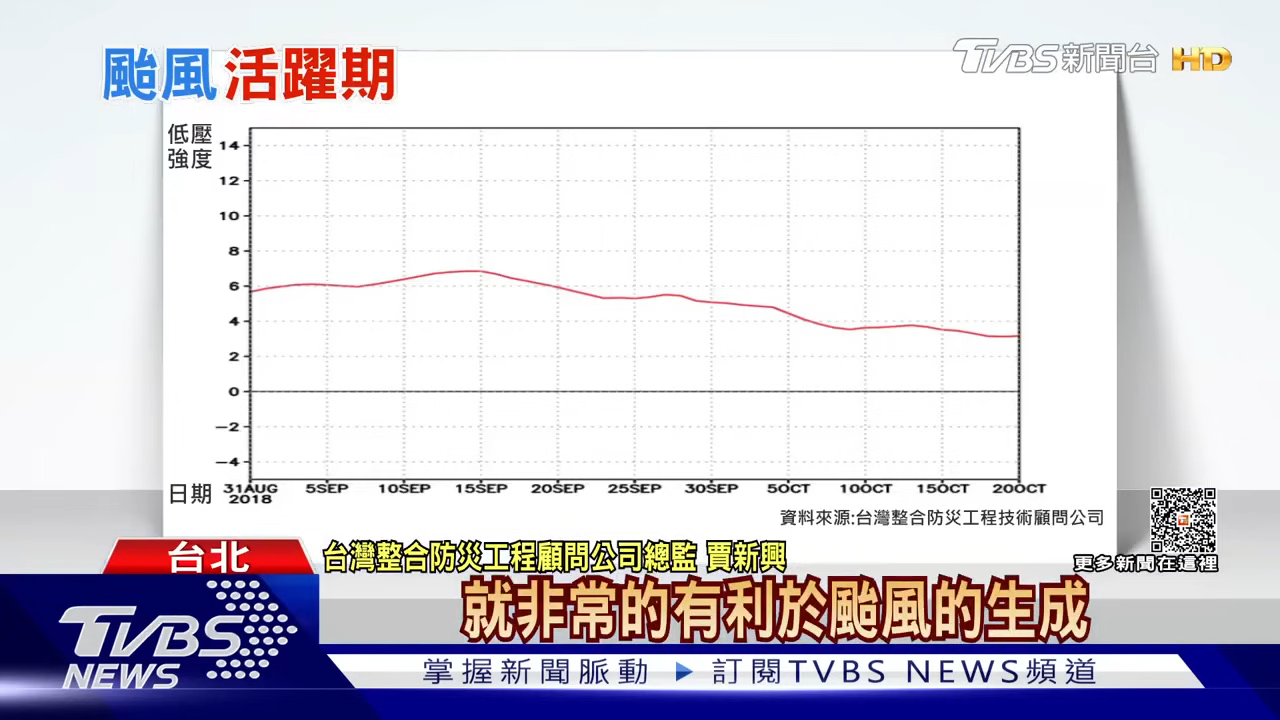 颱風活躍期
TVBS新聞台 HD
低壓
強度
14
12
10
8
6
4
2
0
−2
−4
日期
31AUG 5SEP 10SEP 15SEP 20SEP 25SEP 30SEP 5OCT 10OCT 15OCT 20OCT
2018
資料來源:台灣整合防災工程技術顧問公司
台北
台灣整合防災工程顧問公司總監 賈新興
更多新聞在這裡
就非常的有利於颱風的生成
TVBS
NEWS
掌握新聞脈動 ▶ 訂閱TVBS NEWS頻道